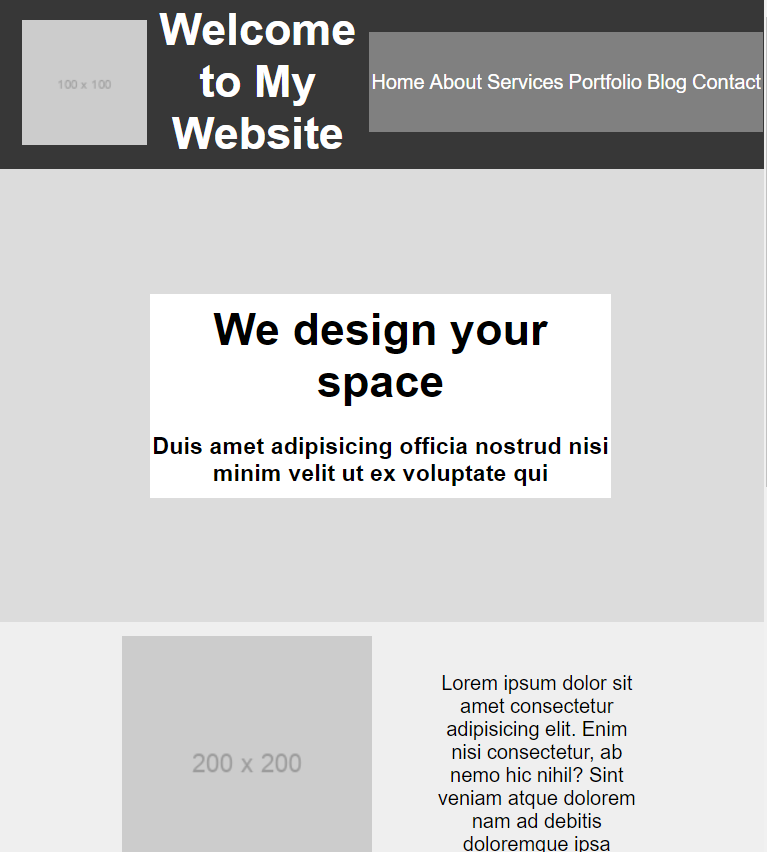 100 x 100
Welcome
to My
Website
Home About Services Portfolio Blog Contact
We design your
space
Duis amet adipisicing officia nostrud nisi
minim velit ut ex voluptate qui
200 x 200
Lorem ipsum dolor sit
amet consectetur
adipisicing elit. Enim
nisi consectetur, ab
nemo hic nihil? Sint
veniam atque dolorem
nam ad debitis
doloremque ipsa